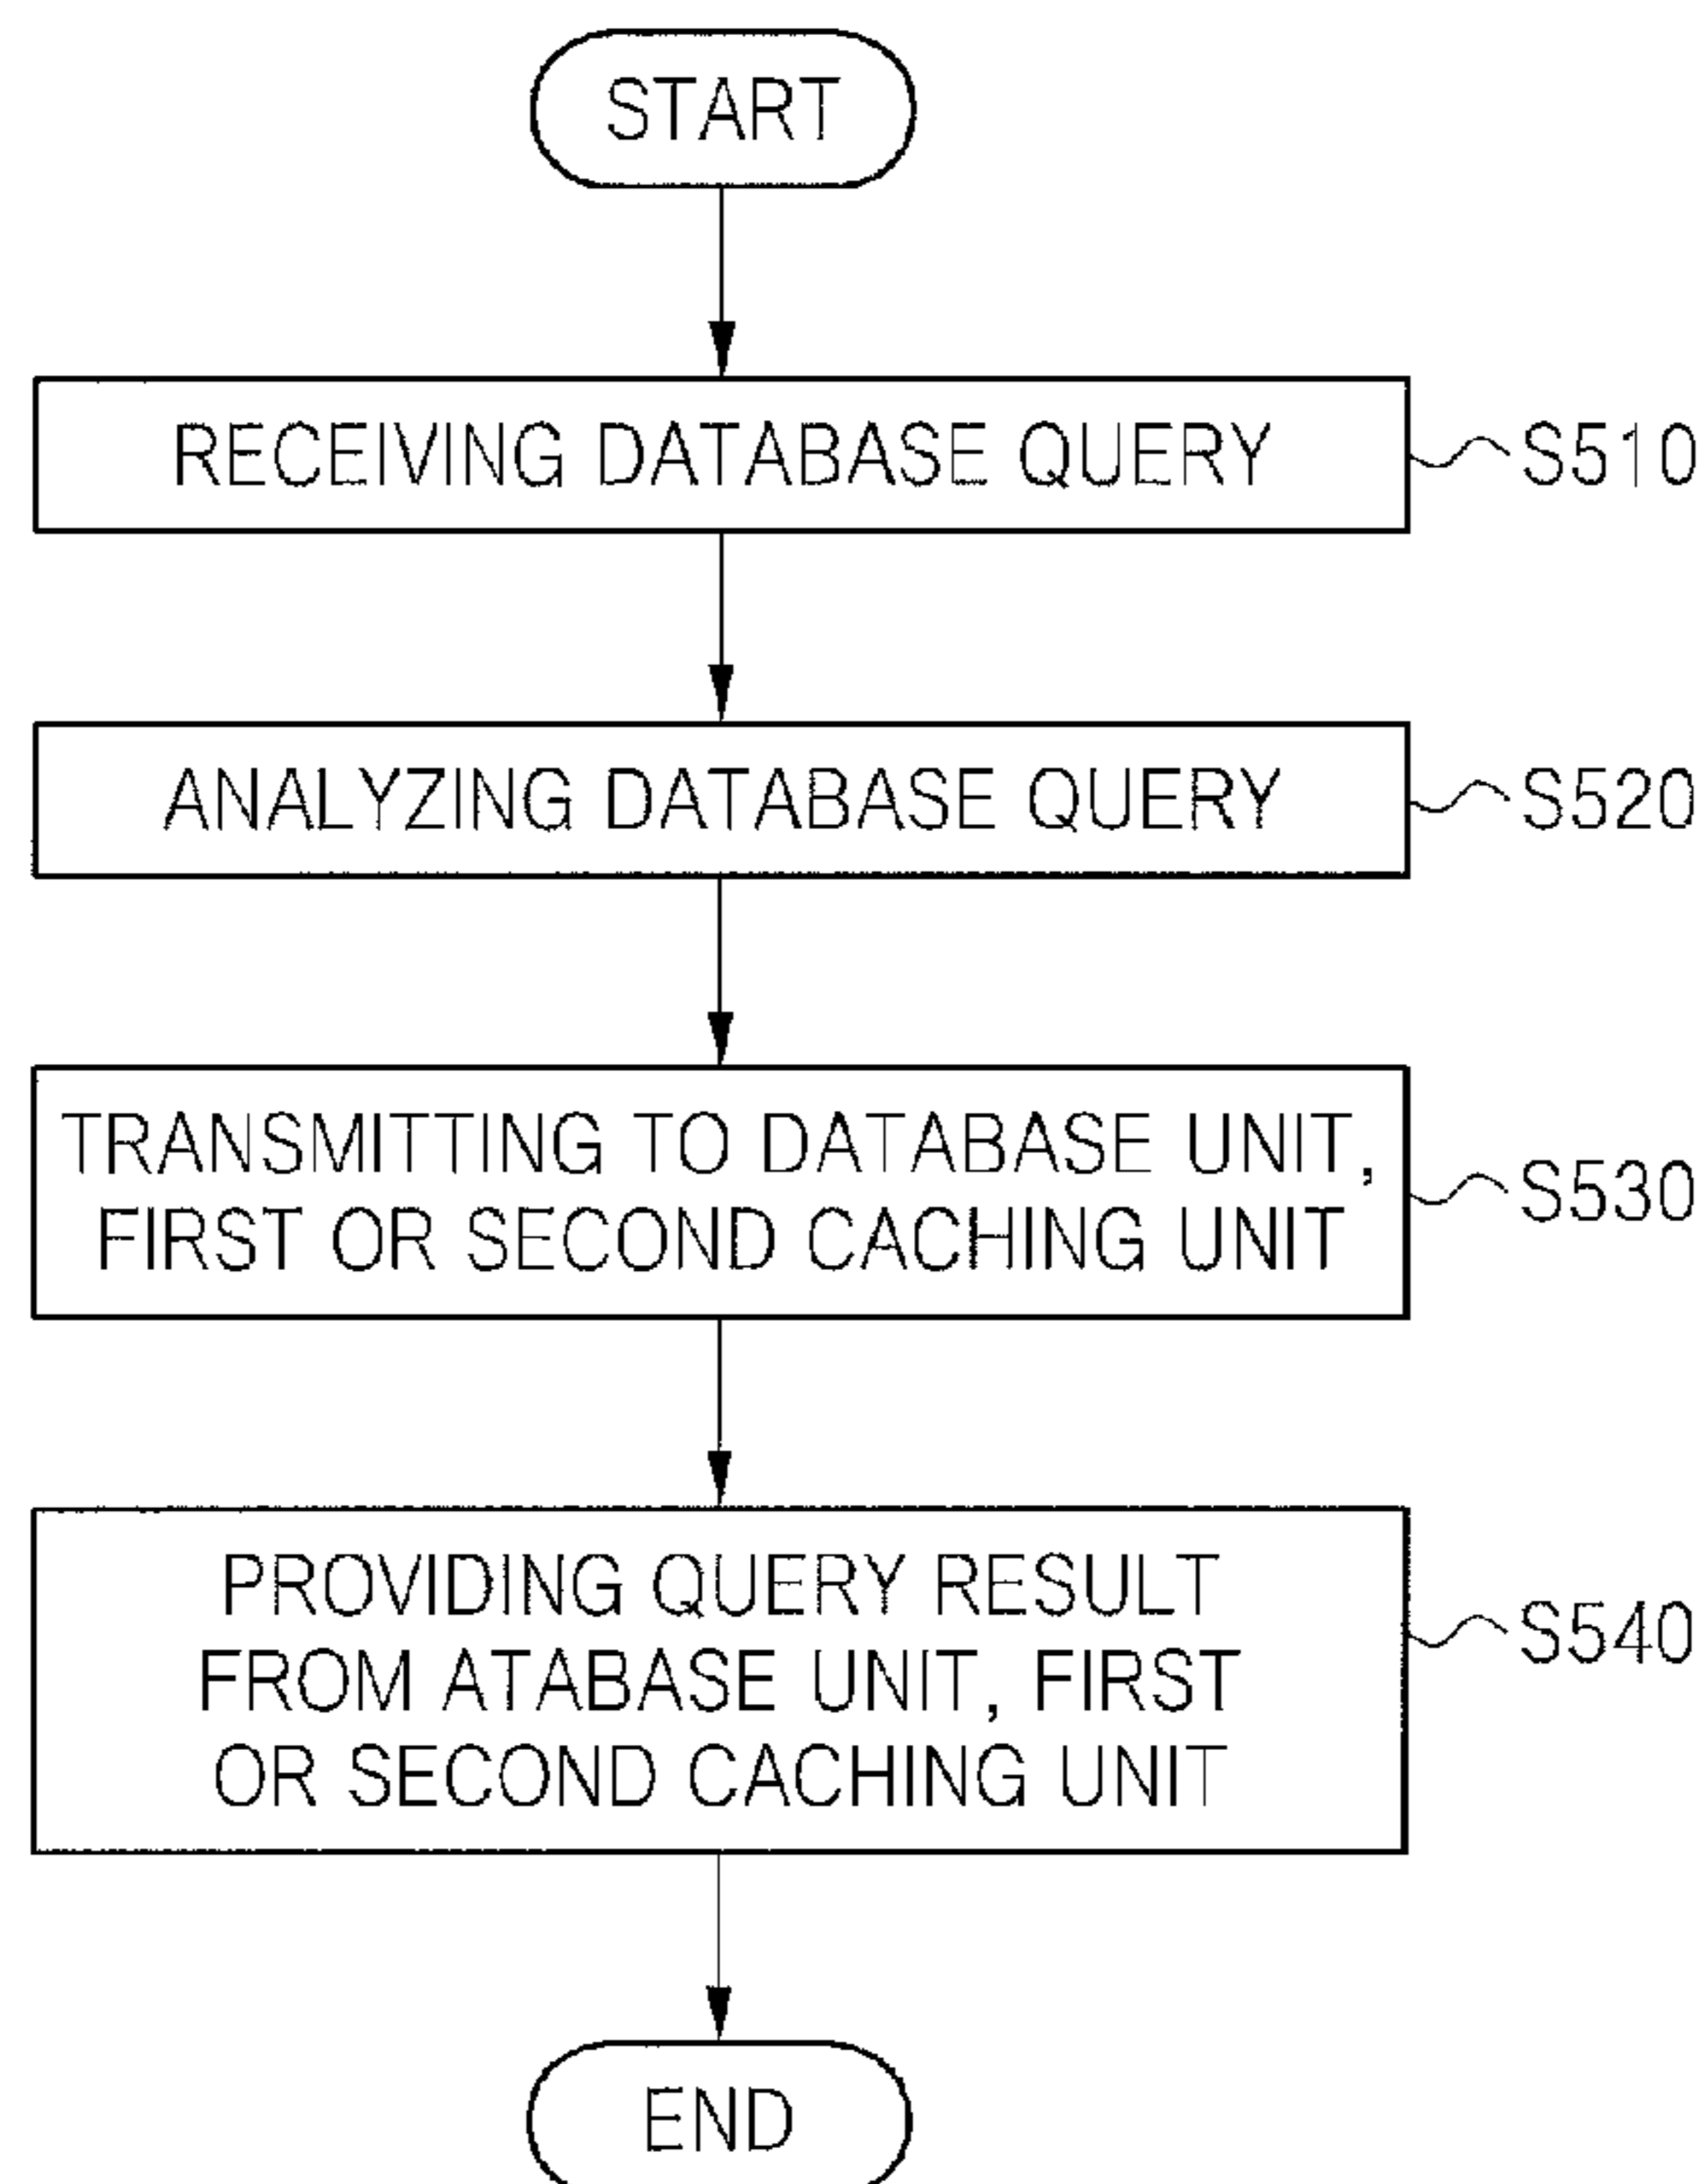 START
RECEIVING DATABASE QUERY
S510
ANALYZING DATABASE QUERY
S520
TRANSMITTING TO DATABASE UNIT,
FIRST OR SECOND CACHING UNIT
S530
PROVIDING QUERY RESULT
FROM ATABASE UNIT, FIRST
OR SECOND CACHING UNIT
S540
END